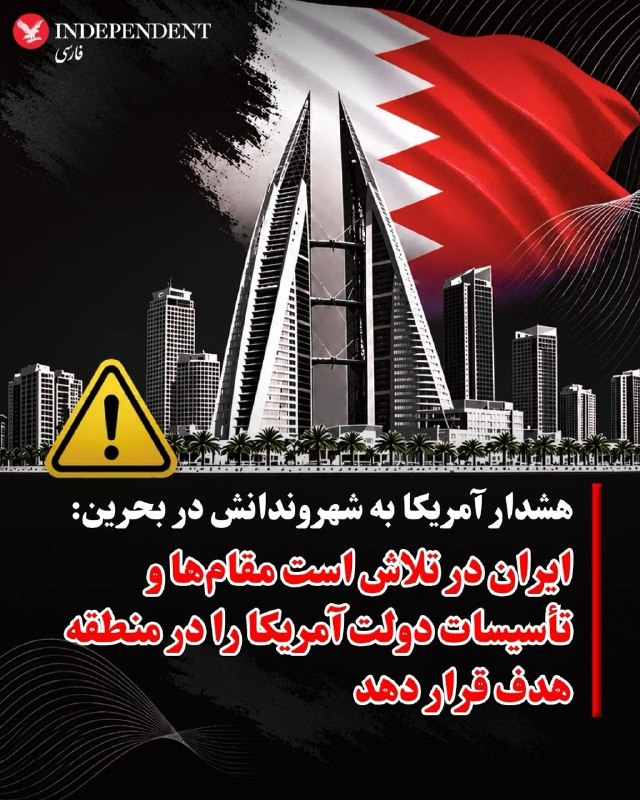 INDEPENDENT
فارسی
هشدار آمریکا به شهروندانش در بحرین:
ایران در تلاش است مقام‌ها و
تأسیسات دولت آمریکا را در منطقه
هدف قرار دهد